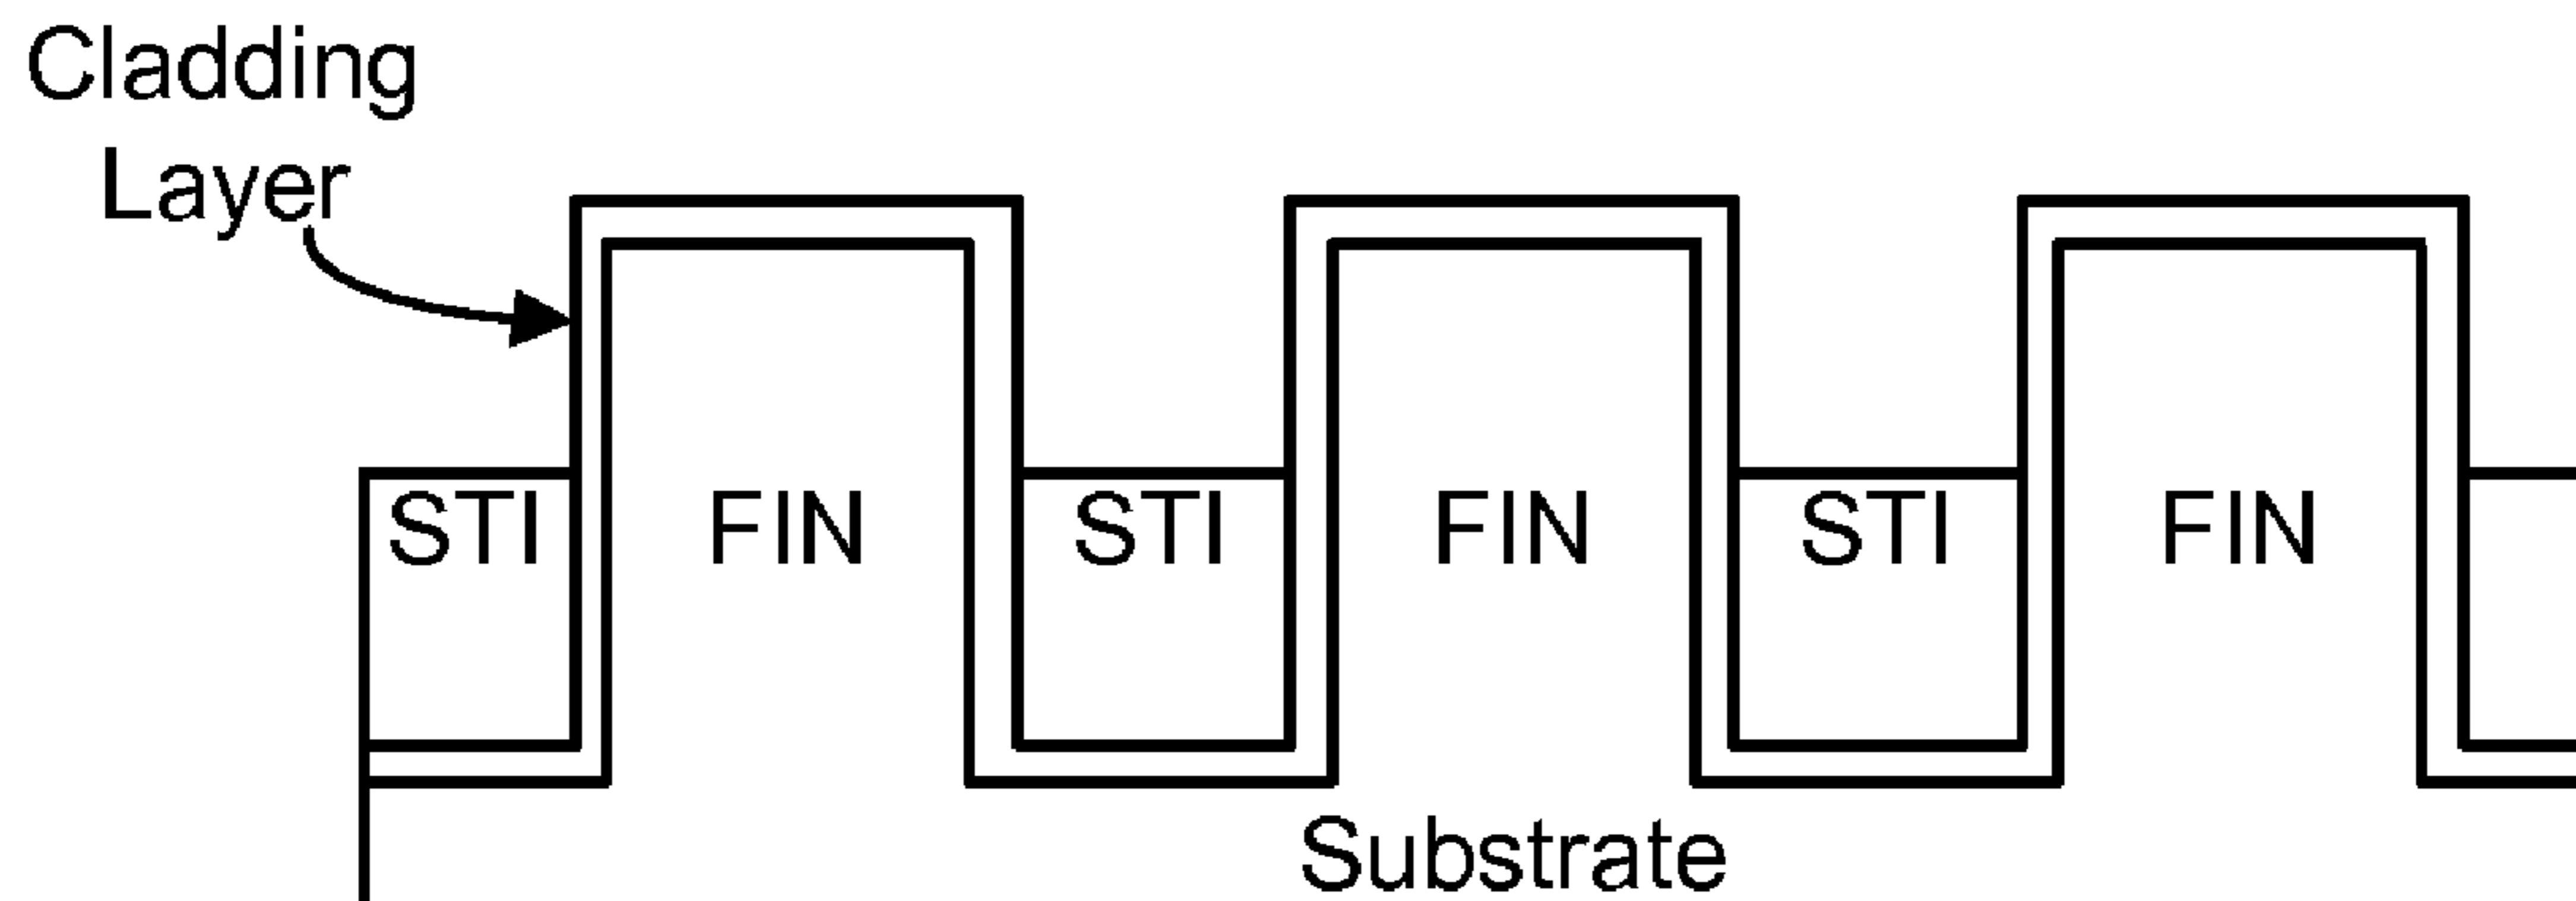 Cladding
Layer
STI FIN STI FIN STI FIN
Substrate